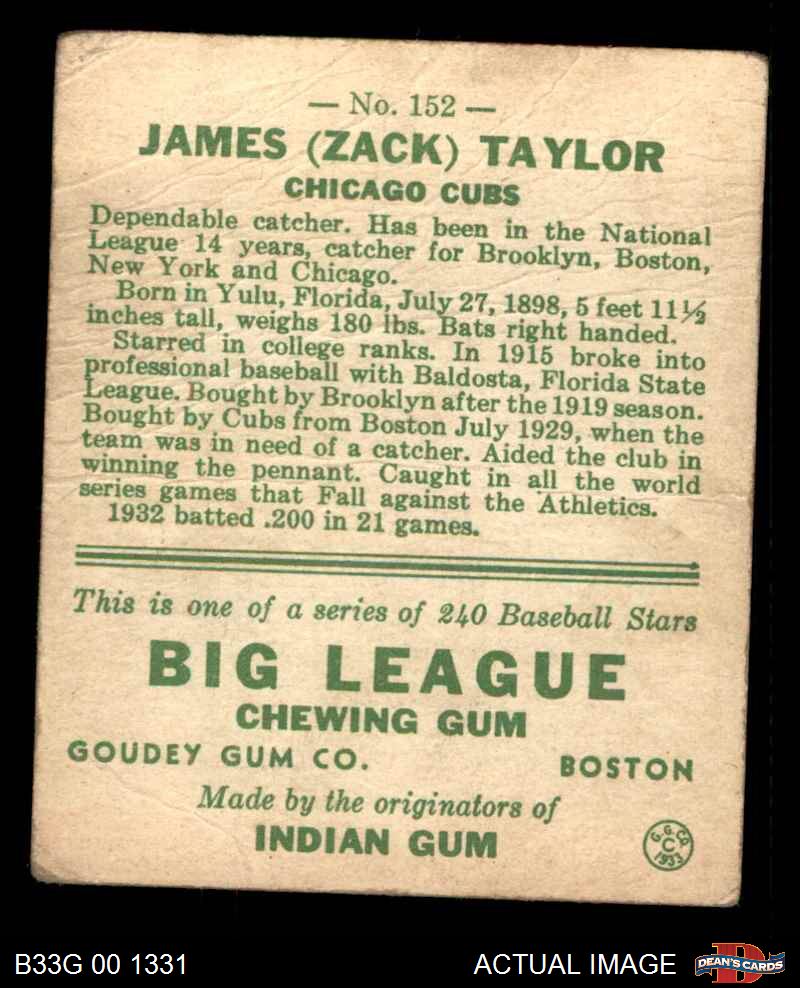 — No. 152 —
JAMES (ZACK) TAYLOR
CHICAGO CUBS
Dependable catcher. Has been in the National
League 14 years, catcher for Brooklyn, Boston,
New York and Chicago.
Born in Yulu, Florida, July 27, 1898, 5 feet 11½
inches tall, weighs 180 lbs. Bats right handed.
Starred in college ranks. In 1915 broke into
professional baseball with Baldosta, Florida State
League. Bought by Brooklyn after the 1919 season.
Bought by Cubs from Boston July 1929, when the
team was in need of a catcher. Aided the club in
winning the pennant. Caught in all the world
series games that Fall against the Athletics.
1932 batted .200 in 21 games.
This is one of a series of 240 Baseball Stars
BIG LEAGUE
CHEWING GUM
GOUDEY GUM CO. BOSTON
Made by the originators of
INDIAN GUM
G.G.CO.
C
1933
B33G 00 1331 ACTUAL IMAGE
D
DEAN'S CARDS